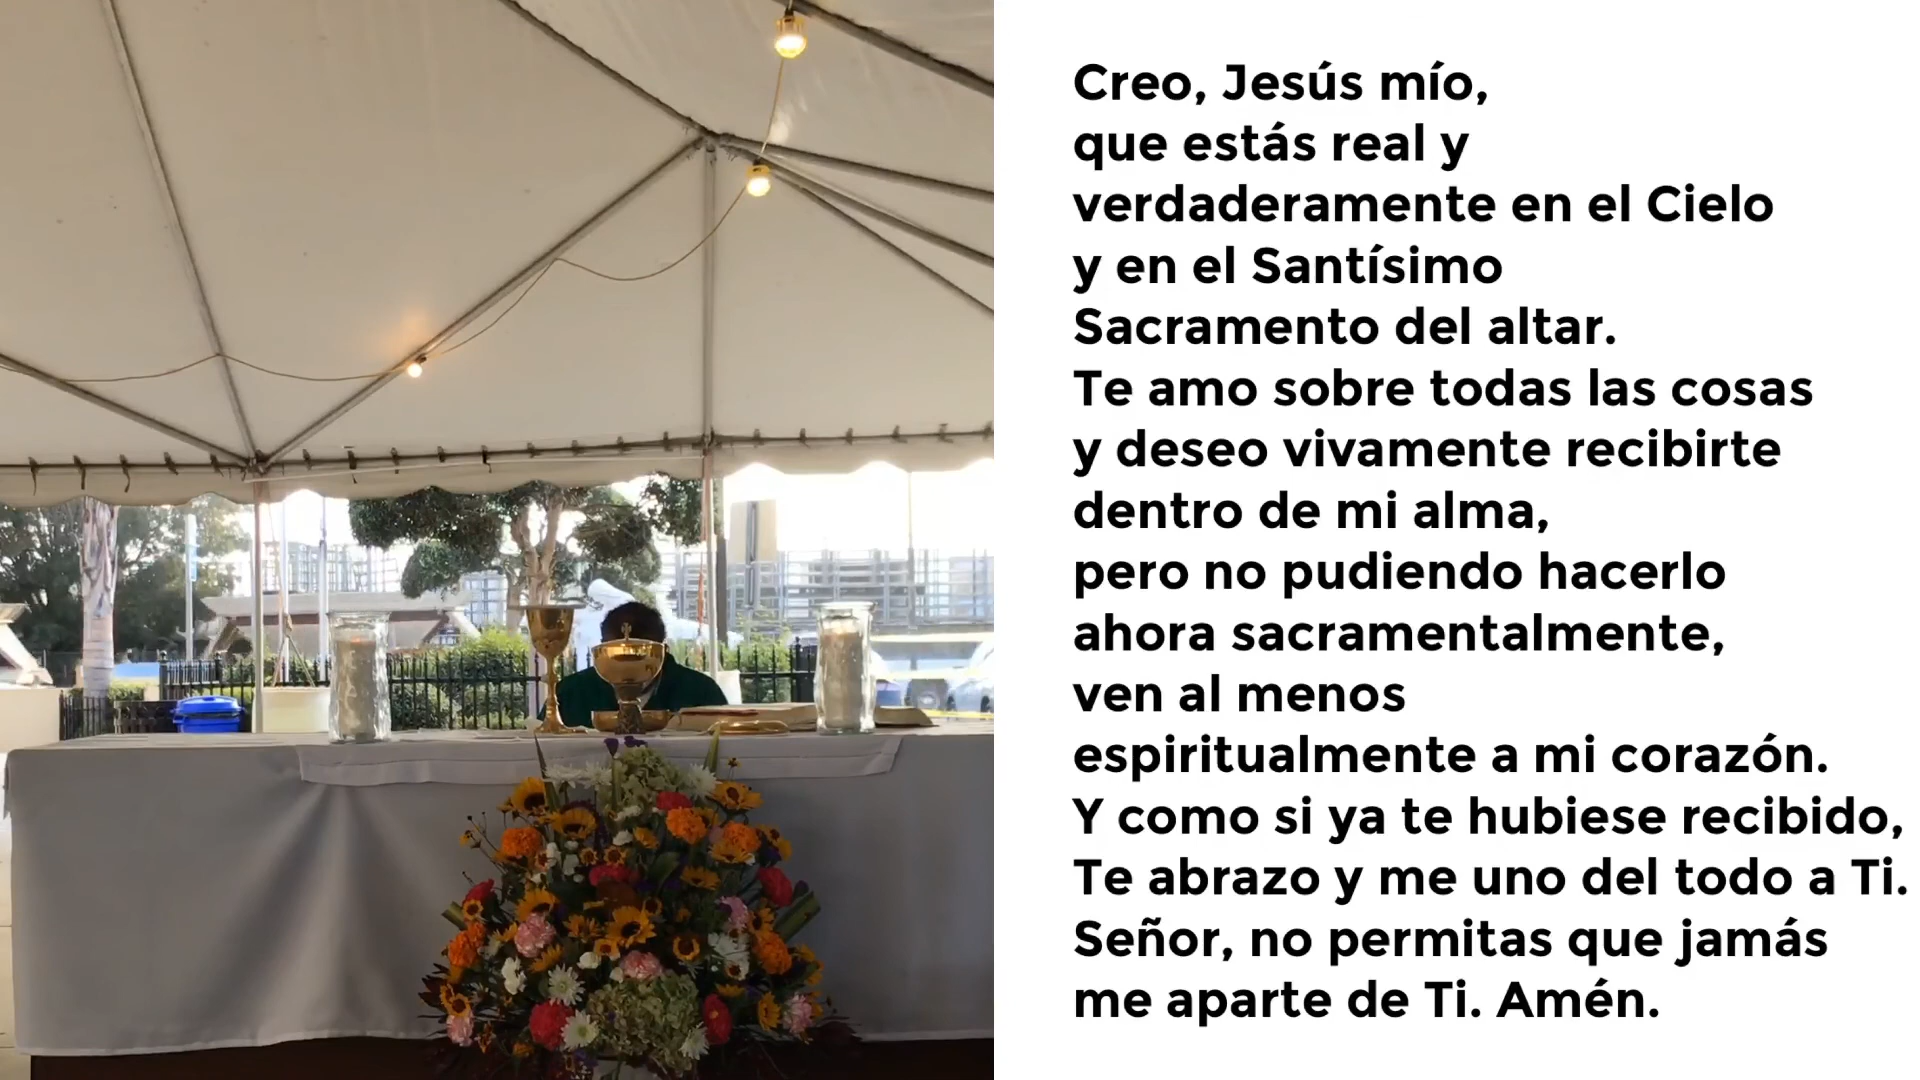 Creo, Jesús mío,
que estás real y
verdaderamente en el Cielo
y en el Santísimo
Sacramento del altar.
Te amo sobre todas las cosas
y deseo vivamente recibirte
dentro de mi alma,
pero no pudiendo hacerlo
ahora sacramentalmente,
ven al menos
espiritualmente a mi corazón.
Y como si ya te hubiese recibido,
Te abrazo y me uno del todo a Ti.
Señor, no permitas que jamás
me aparte de Ti. Amén.